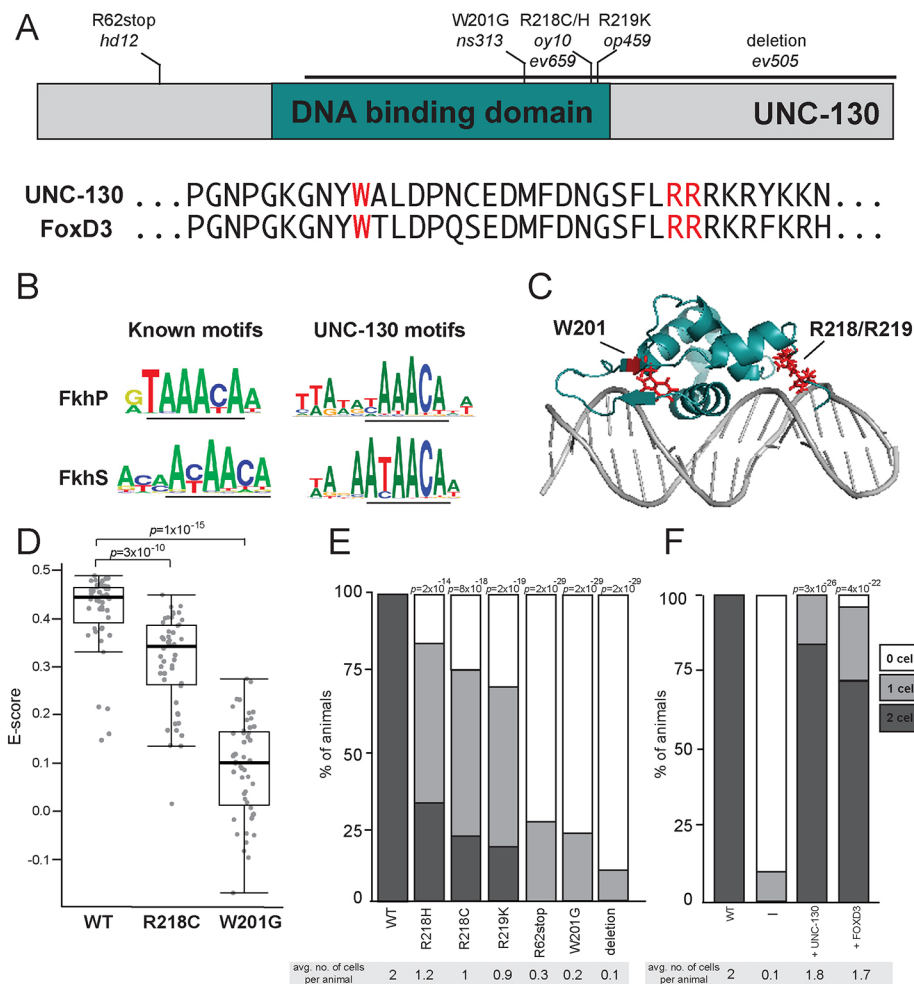 A
R62stop
hd12
W201G R218C/H R219K
ns313 oy10 op459
ev659
deletion
ev505
DNA binding domain
UNC-130
UNC-130 ...PGNPGKGNYWALDPNCEDMFDNGSFLRRRKRYKKN...
FoxD3 ...PGNPGKGNYWTLDPQSEDMFDNGSFLRRRKRFKRH...
B
Known motifs
UNC-130 motifs
FkhP
FkhS
C
W201
R218/R219
D
p=1x10-15
p=3x10-10
E-score
0.5
0.4
0.3
0.2
0.1
0.0
-0.1
WT R218C W201G
E
p=2x10-14 p=8x10-18 p=2x10-19 p=2x10-29 p=2x10-29 p=2x10-29
% of animals
100
75
50
25
0
WT R218H R218C R219K R62stop W201G deletion
avg. no. of cells
per animal
2 1.2 1 0.9 0.3 0.2 0.1
F
p=3x10-26 p=4x10-22
% of animals
100
75
50
25
0
WT – + UNC-130 + FOXD3
0 cel
1 cel
2 cel
avg. no. of cells
per animal
2 0.1 1.8 1.7